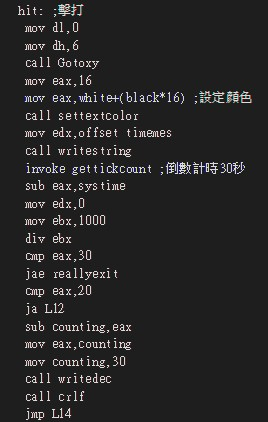 hit: ;擊打
mov dl,0
mov dh,6
call Gotoxy
mov eax,16
mov eax,white+(black*16) ;設定顏色
call settextcolor
mov edx,offset timemes
call writestring
invoke gettickcount ;倒數計時30秒
sub eax,systime
mov edx,0
mov ebx,1000
div ebx
cmp eax,30
jae reallyexit
cmp eax,20
ja L12
sub counting,eax
mov eax,counting
mov counting,30
call writedec
call crlf
jmp L14